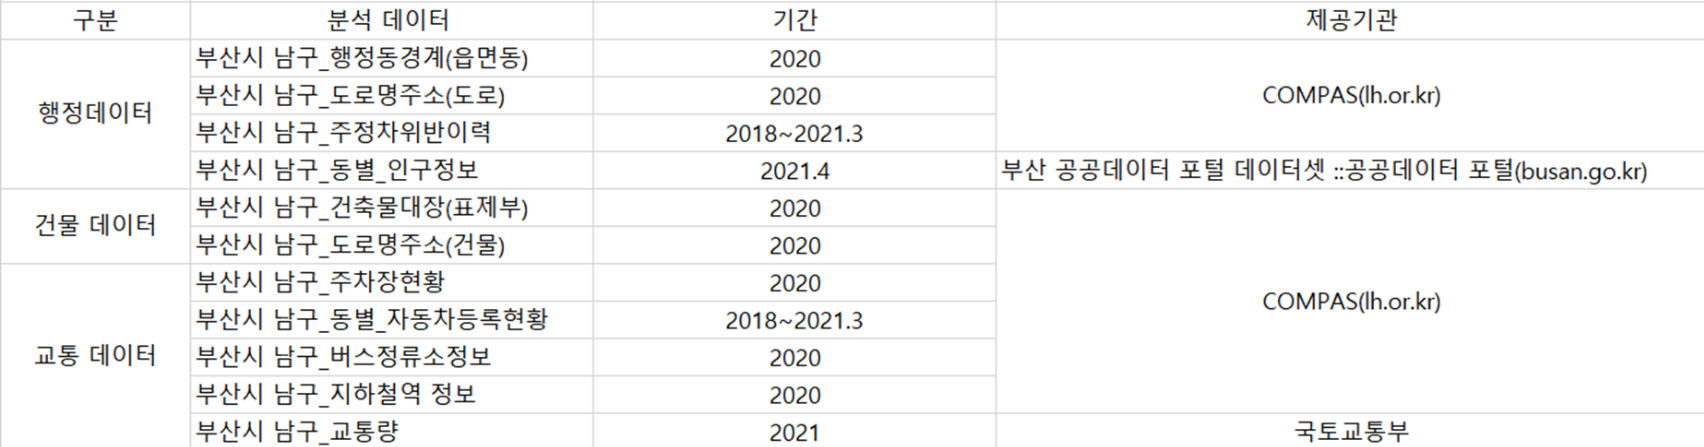 구분 분석 데이터 기간 제공기관
행정데이터
부산시 남구_행정동경계(읍면동) 2020
부산시 남구_도로명주소(도로) 2020
COMPAS(lh.or.kr)
부산시 남구_주정차위반이력 2018~2021.3
부산시 남구_동별_인구정보 2021.4 부산 공공데이터 포털 데이터셋 ::공공데이터 포털(busan.go.kr)
건물 데이터
부산시 남구_건축물대장(표제부) 2020
부산시 남구_도로명주소(건물) 2020
COMPAS(lh.or.kr)
교통 데이터
부산시 남구_주차장현황 2020
부산시 남구_동별_자동차등록현황 2018~2021.3
부산시 남구_버스정류소정보 2020
부산시 남구_지하철역 정보 2020
부산시 남구_교통량 2021 국토교통부